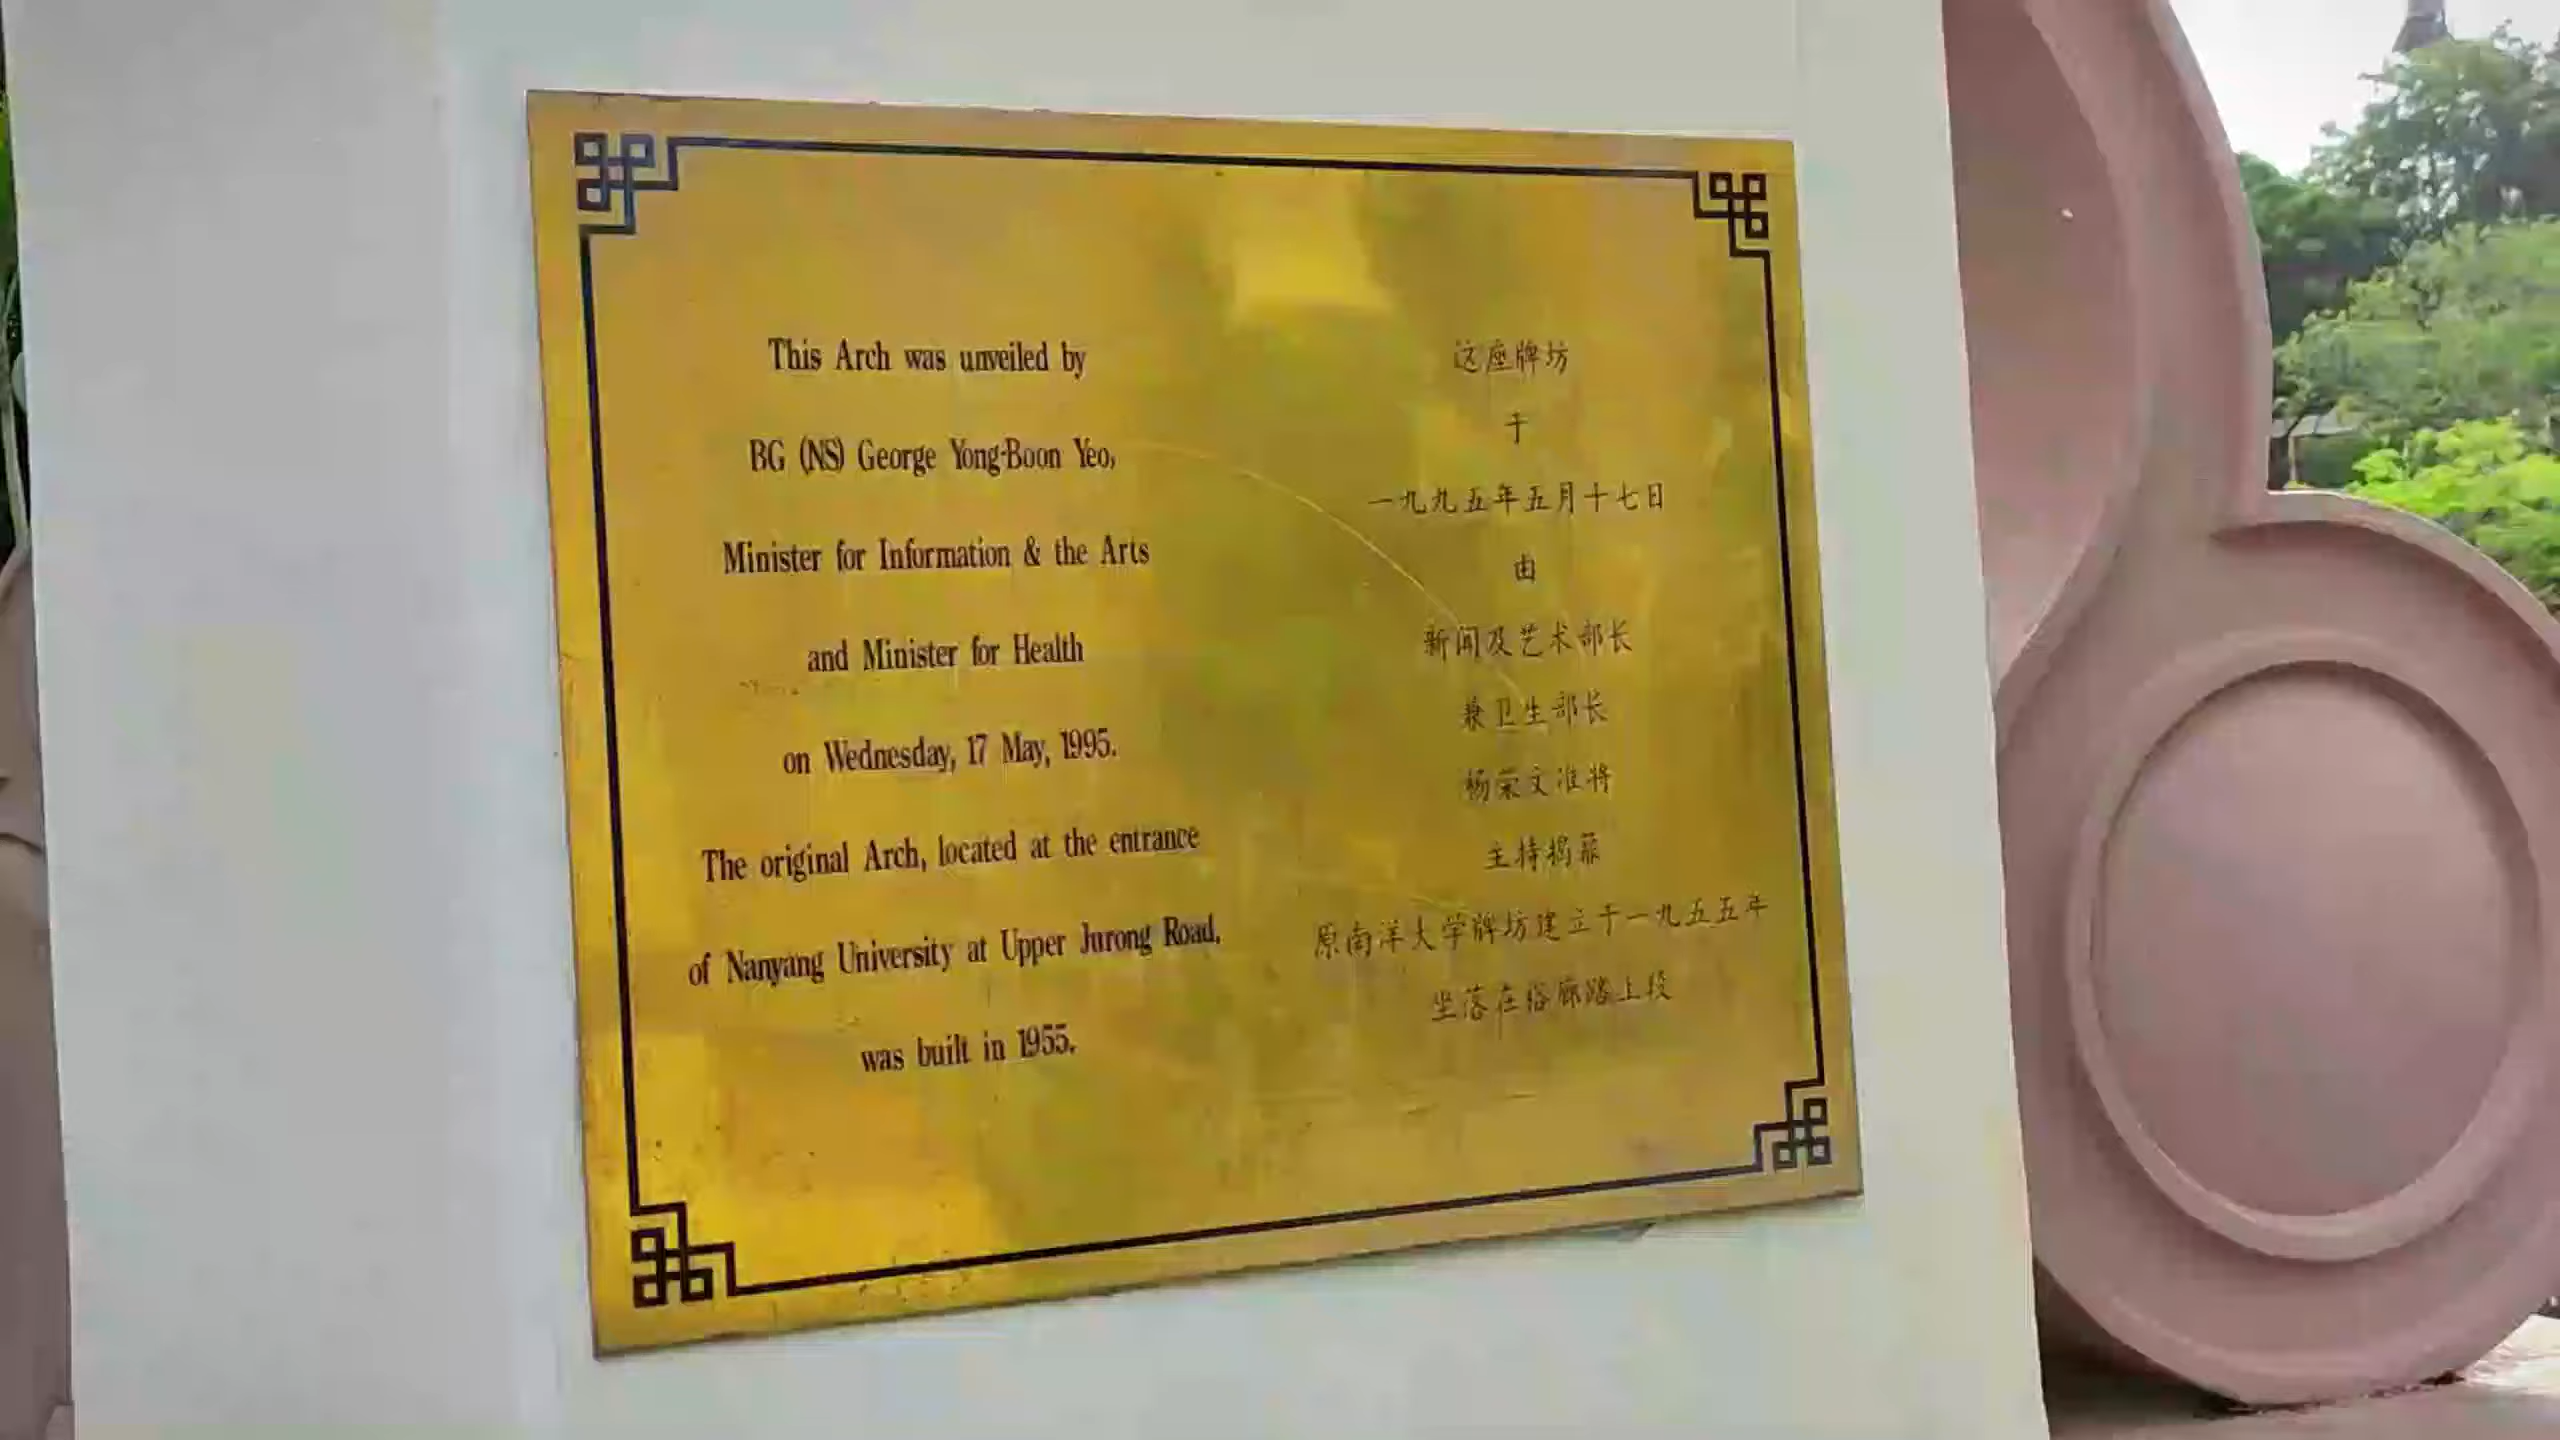 This Arch was unveiled by
BG (NS) George Yong-Boon Yeo,
Minister for Information & the Arts
and Minister for Health
on Wednesday, 17 May, 1995.
The original Arch, located at the entrance
of Nanyang University at Upper Jurong Road,
was built in 1955.
这座牌坊
于
一九九五年五月十七日
由
新闻及艺术部长
兼卫生部长
杨荣文准将
主持揭幕
原南洋大学牌坊建立于一九五五年
坐落在裕廊路上段